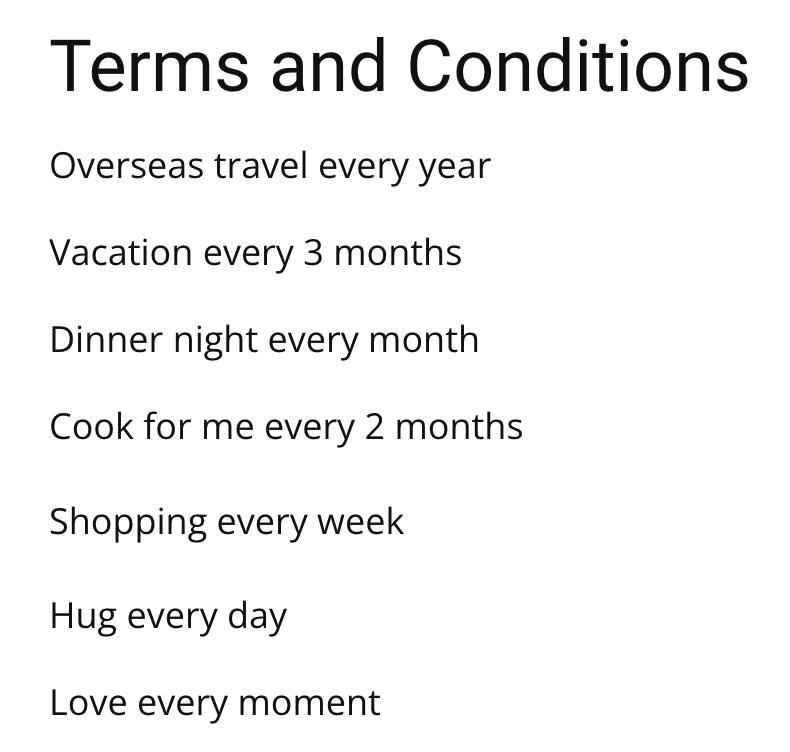 Terms and Conditions
Overseas travel every year
Vacation every 3 months
Dinner night every month
Cook for me every 2 months
Shopping every week
Hug every day
Love every moment